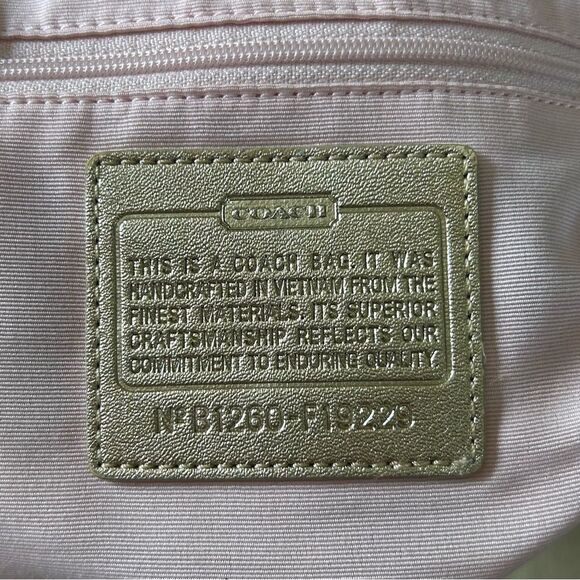 COACH
THIS IS A COACH BAG. IT WAS
HANDCRAFTED IN VIETNAM FROM THE
FINEST MATERIALS. ITS SUPERIOR
CRAFTSMANSHIP REFLECTS OUR
COMMITMENT TO ENDURING QUALITY
Nº B1260-F19223